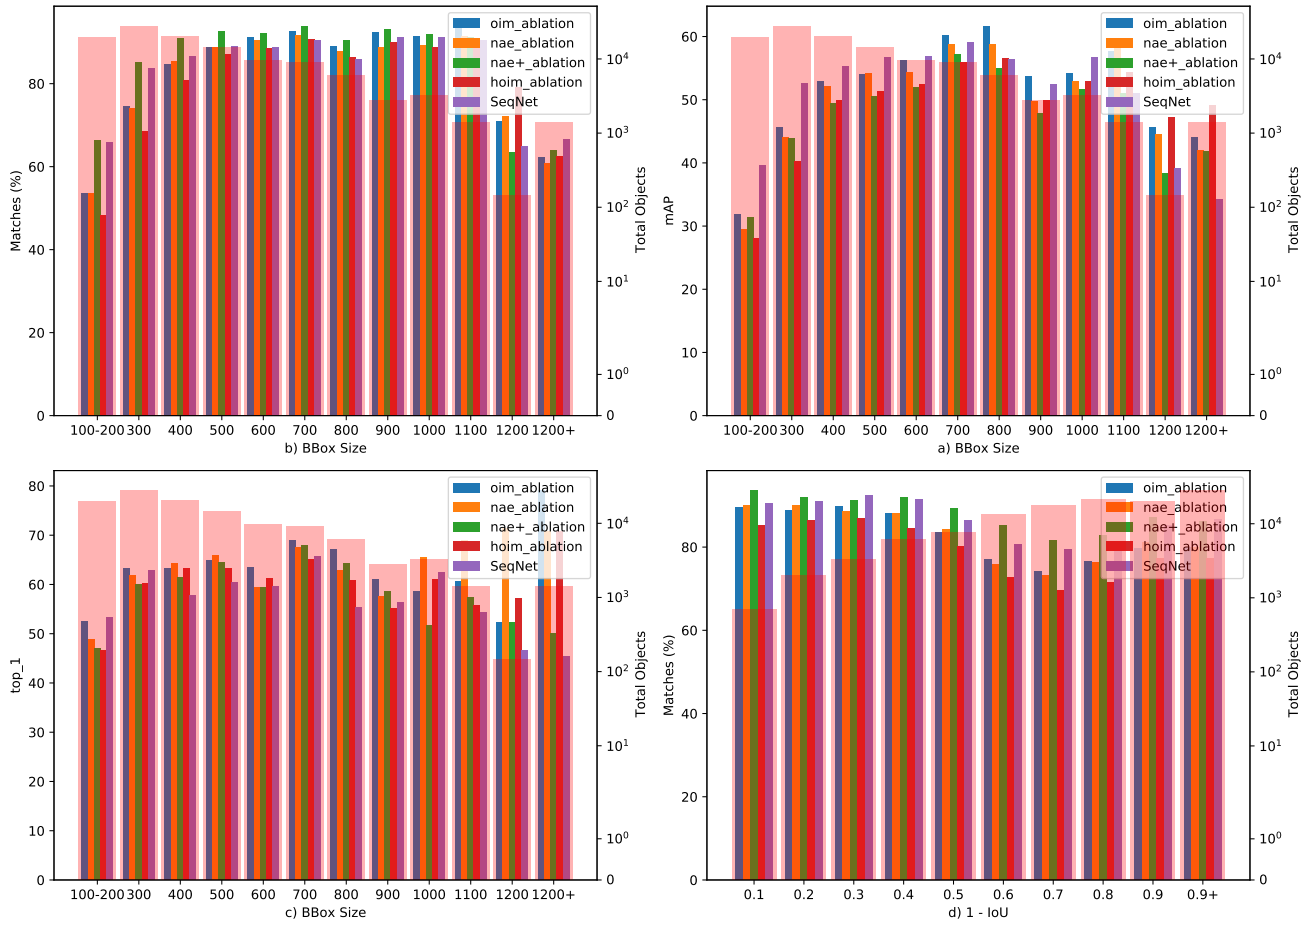 oim_ablation
nae_ablation
nae+_ablation
hoim_ablation
SeqNet
Matches (%)
80
60
40
20
0
10^4
10^3
10^2
10^1
10^0
0
Total Objects
100-200 300 400 500 600 700 800 900 1000 1100 1200 1200+
b) BBox Size
oim_ablation
nae_ablation
nae+_ablation
hoim_ablation
SeqNet
mAP
60
50
40
30
20
10
0
10^4
10^3
10^2
10^1
10^0
0
Total Objects
100-200 300 400 500 600 700 800 900 1000 1100 1200 1200+
a) BBox Size
oim_ablation
nae_ablation
nae+_ablation
hoim_ablation
SeqNet
top_1
80
70
60
50
40
30
20
10
0
10^4
10^3
10^2
10^1
10^0
0
Total Objects
100-200 300 400 500 600 700 800 900 1000 1100 1200 1200+
c) BBox Size
oim_ablation
nae_ablation
nae+_ablation
hoim_ablation
SeqNet
Matches (%)
80
60
40
20
0
10^4
10^3
10^2
10^1
10^0
0
Total Objects
0.1 0.2 0.3 0.4 0.5 0.6 0.7 0.8 0.9 0.9+
d) 1 - IoU